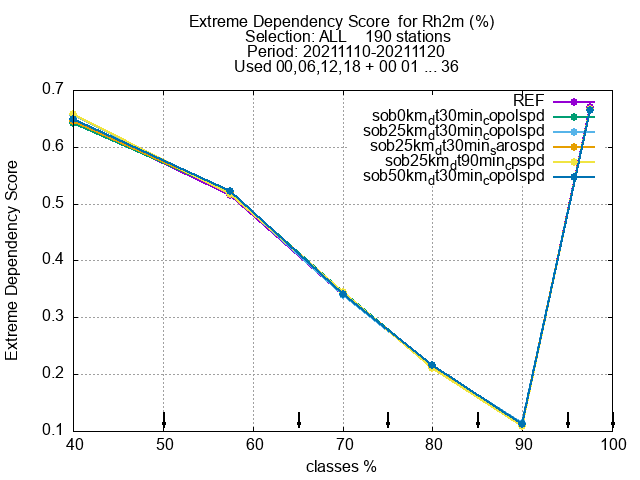 Extreme Dependency Score  for Rh2m (%)
Selection: ALL    190 stations
Period: 20211110-20211120
Used 00,06,12,18 + 00 01 ... 36
REF
sob0km_dt30min_copolspd
sob25km_dt30min_copolspd
sob25km_dt30min_sarospd
sob25km_dt90min_cpspd
sob50km_dt30min_copolspd
Extreme Dependency Score
0.7
0.6
0.5
0.4
0.3
0.2
0.1
40 50 60 70 80 90 100
classes %